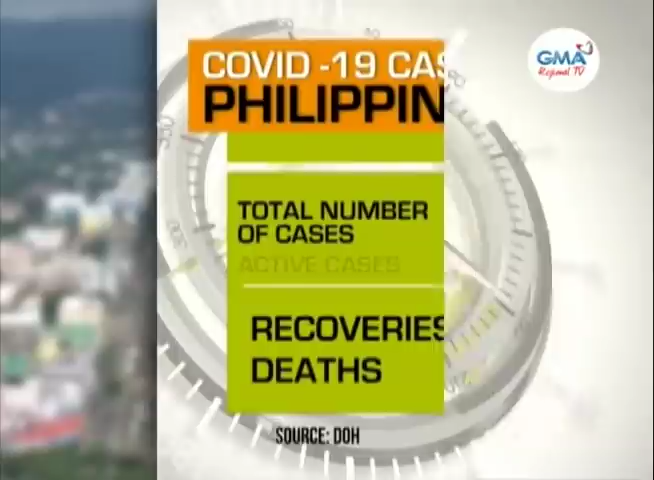 GMA
Regional TV
COVID -19 CAS
PHILIPPIN
TOTAL NUMBER
OF CASES
ACTIVE CASES
RECOVERIES
DEATHS
SOURCE: DOH